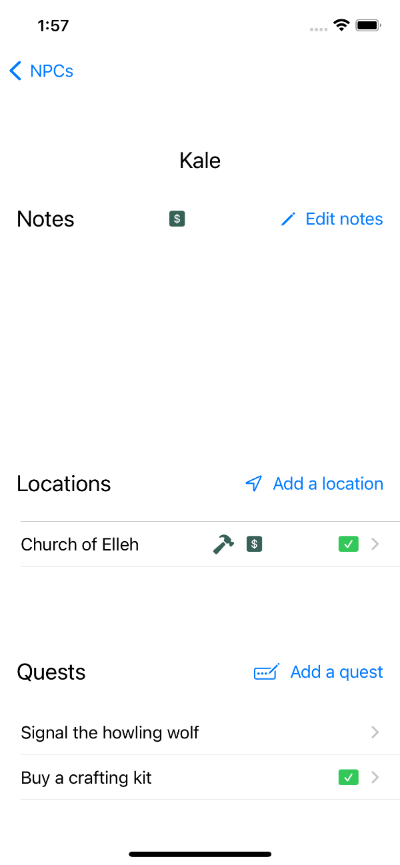 1:57
NPCs
Kale
Notes $ Edit notes
Locations Add a location
Church of Elleh $
Quests Add a quest
Signal the howling wolf
Buy a crafting kit